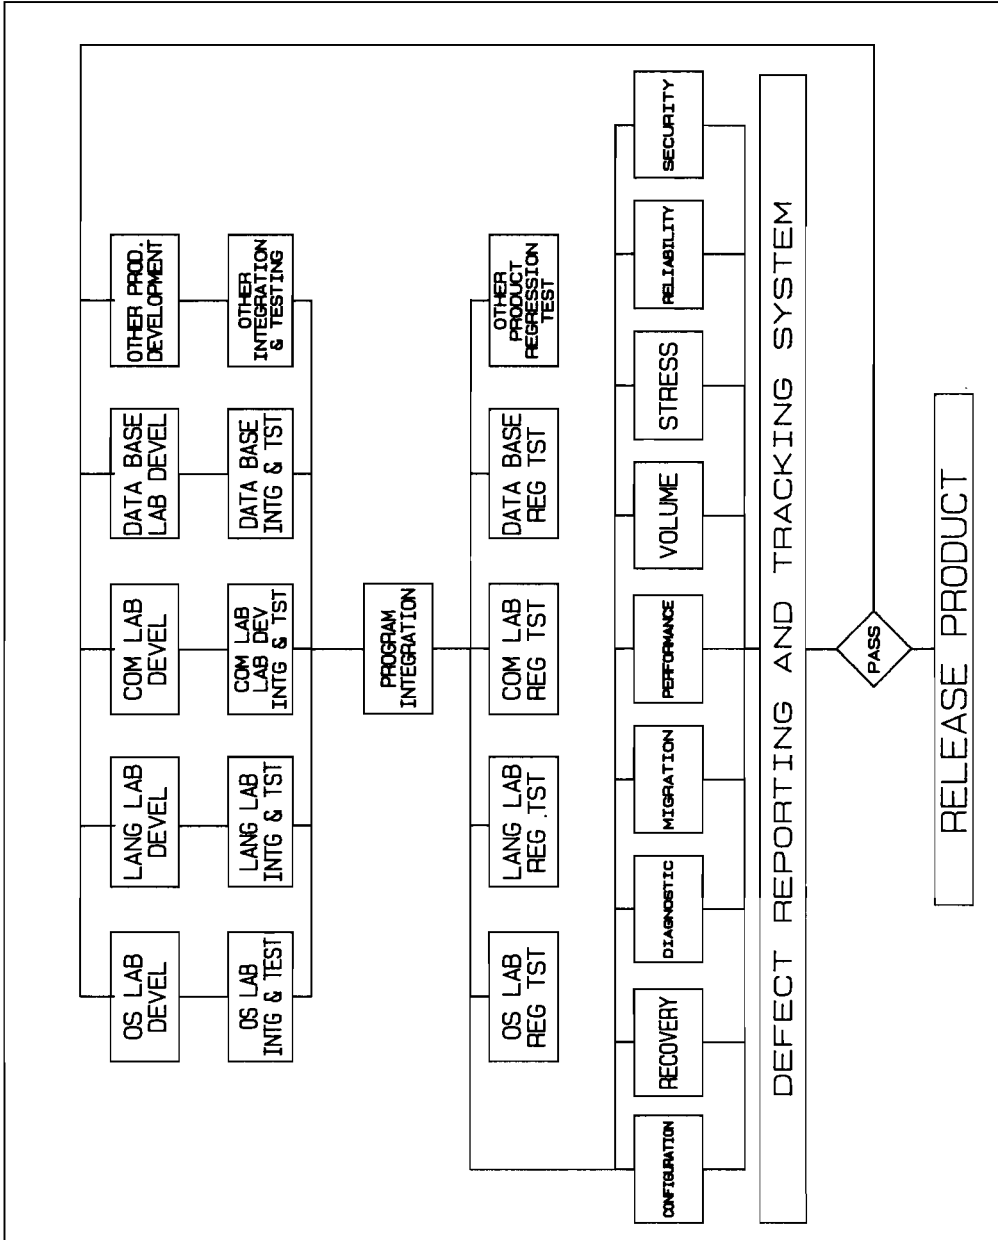 OS LAB
DEVEL
LANG LAB
DEVEL
COM LAB
DEVEL
DATA BASE
LAB DEVEL
OTHER PROD.
DEVELOPMENT
OS LAB
INTG & TEST
LANG LAB
INTG & TST
COM LAB
LAB DEV
INTG & TST
DATA BASE
INTG & TST
OTHER
INTEGRATION
& TESTING
PROGRAM
INTEGRATION
OS LAB
REG TST
LANG LAB
REG .TST
COM LAB
REG TST
DATA BASE
REG TST
OTHER
PRODUCT
REGRESSION
TEST
CONFIGURATION
RECOVERY
DIAGNOSTIC
MIGRATION
PERFORMANCE
VOLUME
STRESS
RELIABILITY
SECURITY
DEFECT REPORTING AND TRACKING SYSTEM
PASS
RELEASE PRODUCT